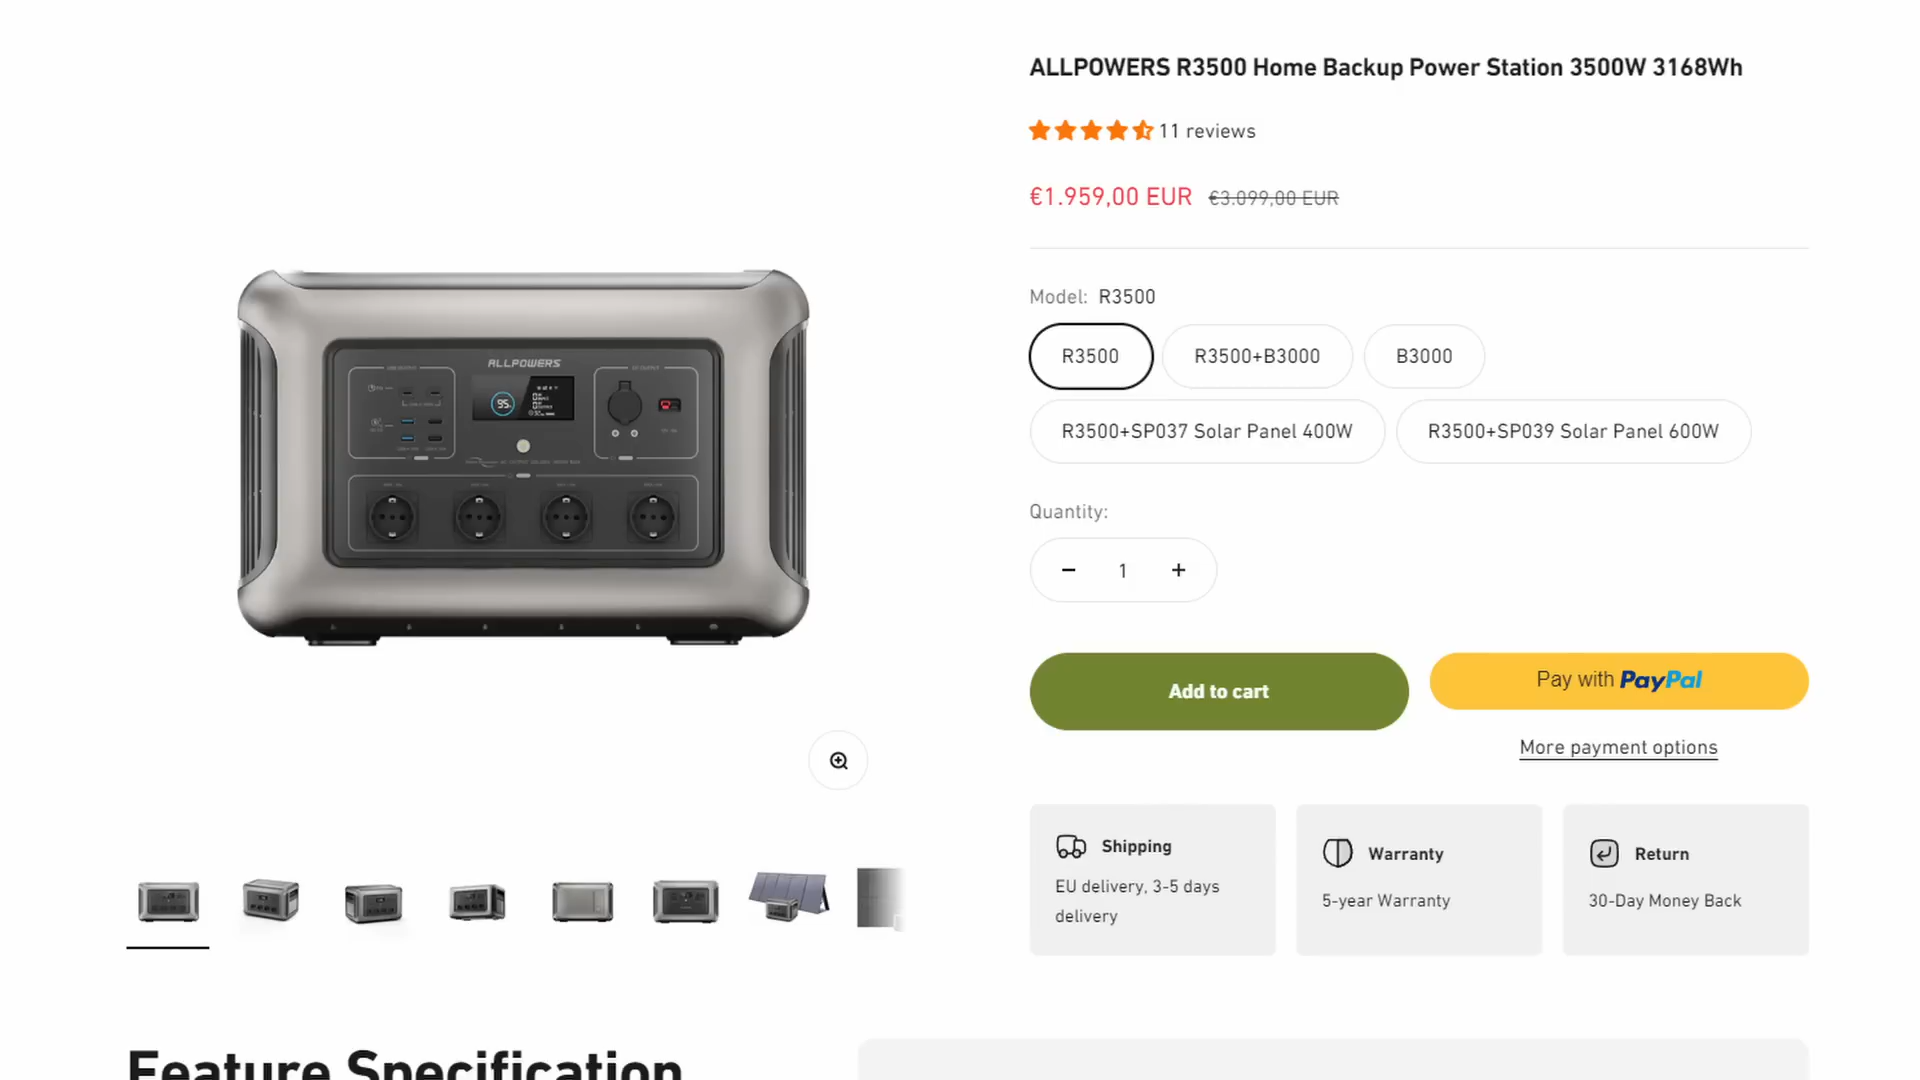 ALLPOWERS R3500 Home Backup Power Station 3500W 3168Wh
11 reviews
€1.959,00 EUR €3.099,00 EUR
Model: R3500
R3500
R3500+B3000
B3000
R3500+SP037 Solar Panel 400W
R3500+SP039 Solar Panel 600W
Quantity:
1
Add to cart
Pay with PayPal
More payment options
Shipping
EU delivery, 3-5 days
delivery
Warranty
5-year Warranty
Return
30-Day Money Back
ALLPOWERS
95
Feature Specification